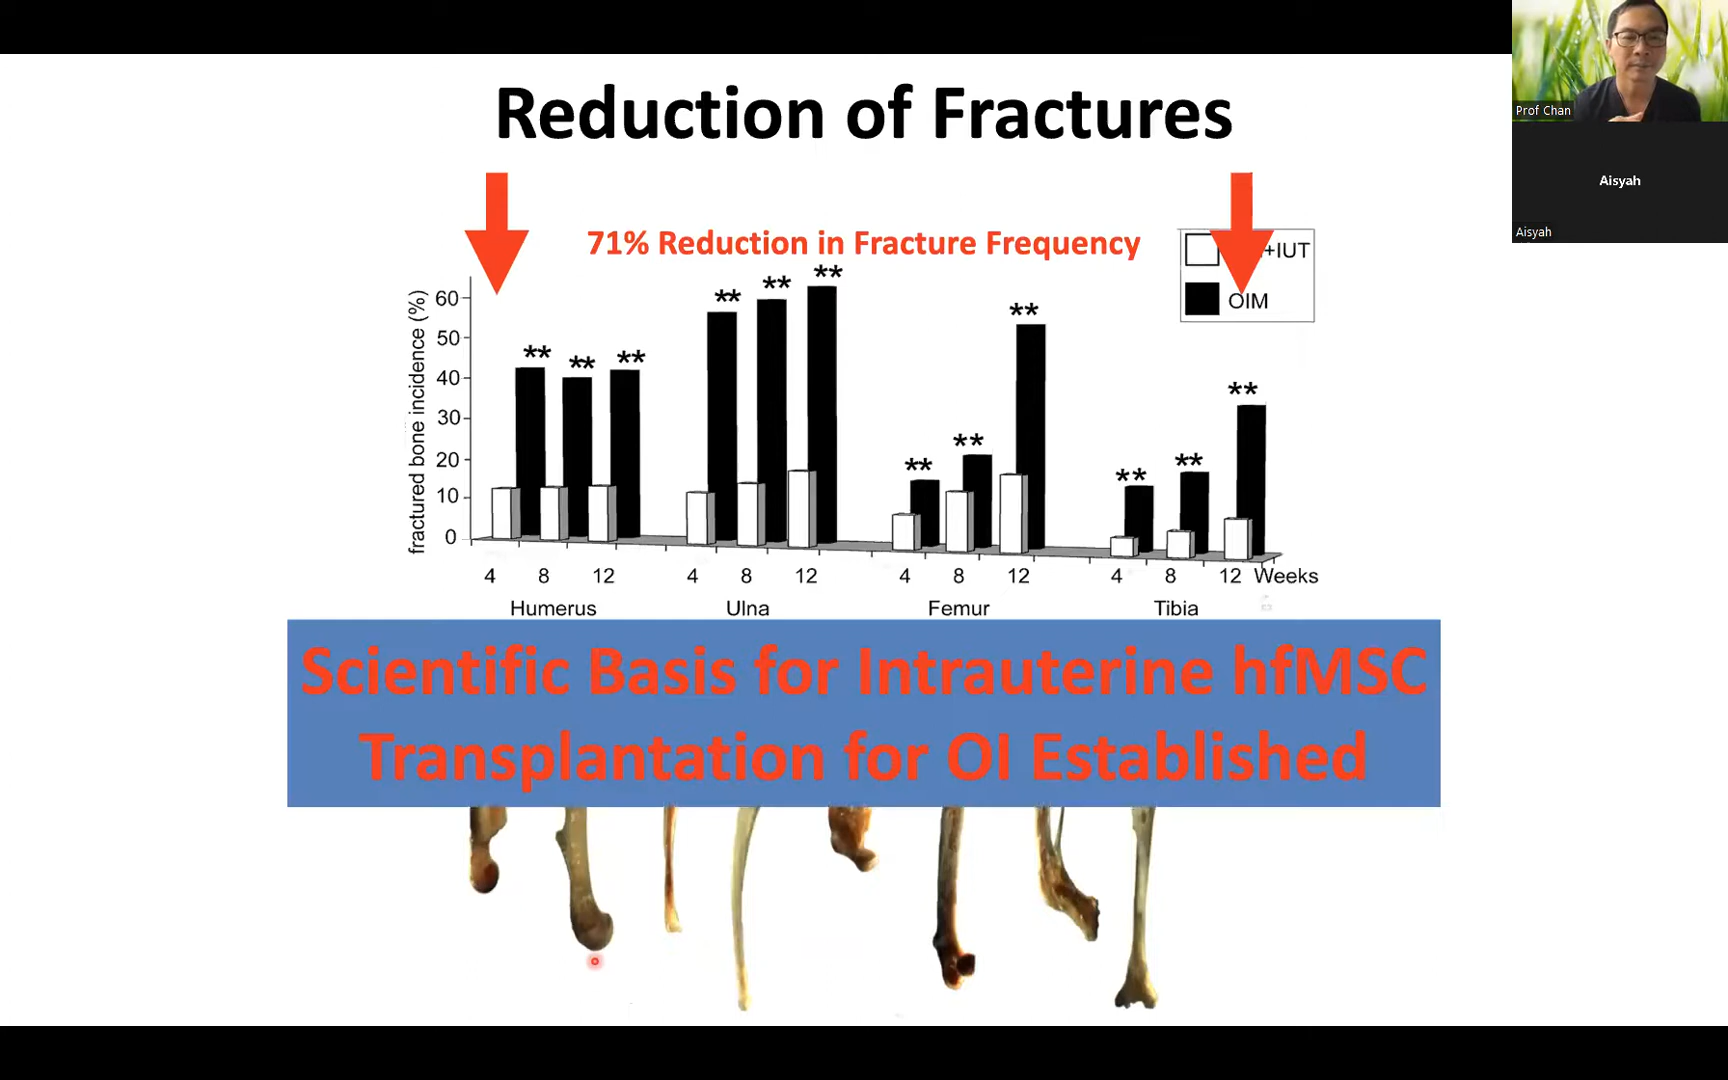 Reduction of Fractures
71% Reduction in Fracture Frequency
+IUT
OIM
fractured bone incidence (%)
60
50
40
30
20
10
0
** ** ** ** ** ** ** ** ** ** ** **
4 8 12 4 8 12 4 8 12 4 8 12 Weeks
Humerus Ulna Femur Tibia
Scientific Basis for Intrauterine hfMSC
Transplantation for OI Established
Prof Chan
Aisyah
Aisyah